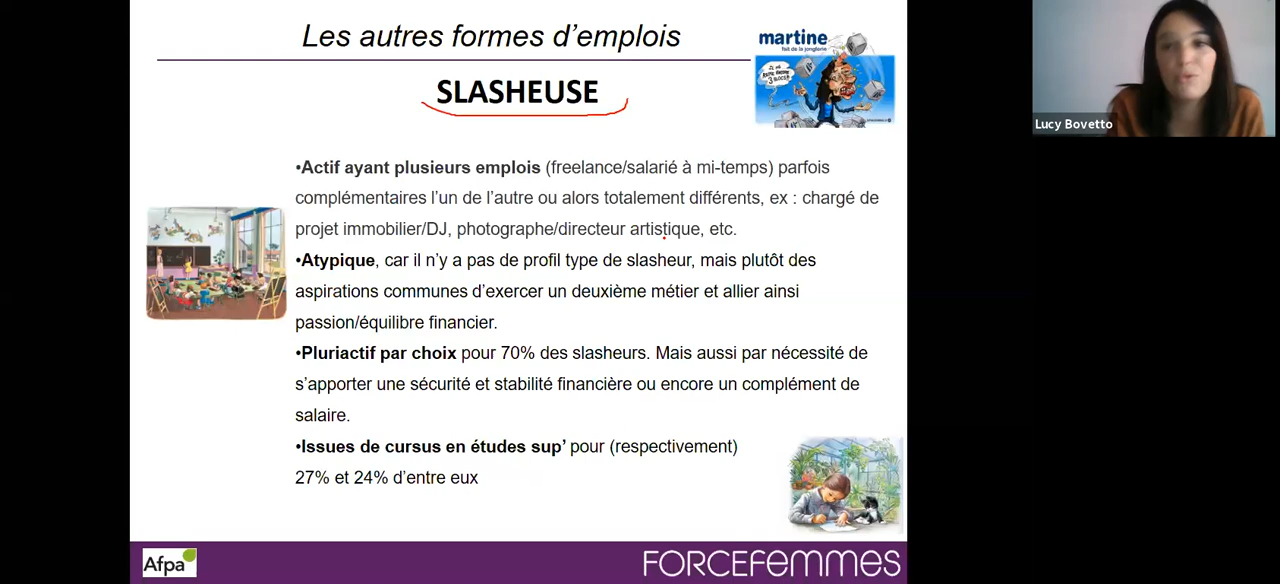 Les autres formes d’emplois
SLASHEUSE
martine
fait de la jonglerie
Lucy Bovetto
•Actif ayant plusieurs emplois (freelance/salarié à mi-temps) parfois
complémentaires l’un de l’autre ou alors totalement différents, ex : chargé de
projet immobilier/DJ, photographe/directeur artistique, etc.
•Atypique, car il n’y a pas de profil type de slasheur, mais plutôt des
aspirations communes d’exercer un deuxième métier et allier ainsi
passion/équilibre financier.
•Pluriactif par choix pour 70% des slasheurs. Mais aussi par nécessité de
s’apporter une sécurité et stabilité financière ou encore un complément de
salaire.
•Issues de cursus en études sup’ pour (respectivement)
27% et 24% d’entre eux
Afpa
FORCEFEMMES